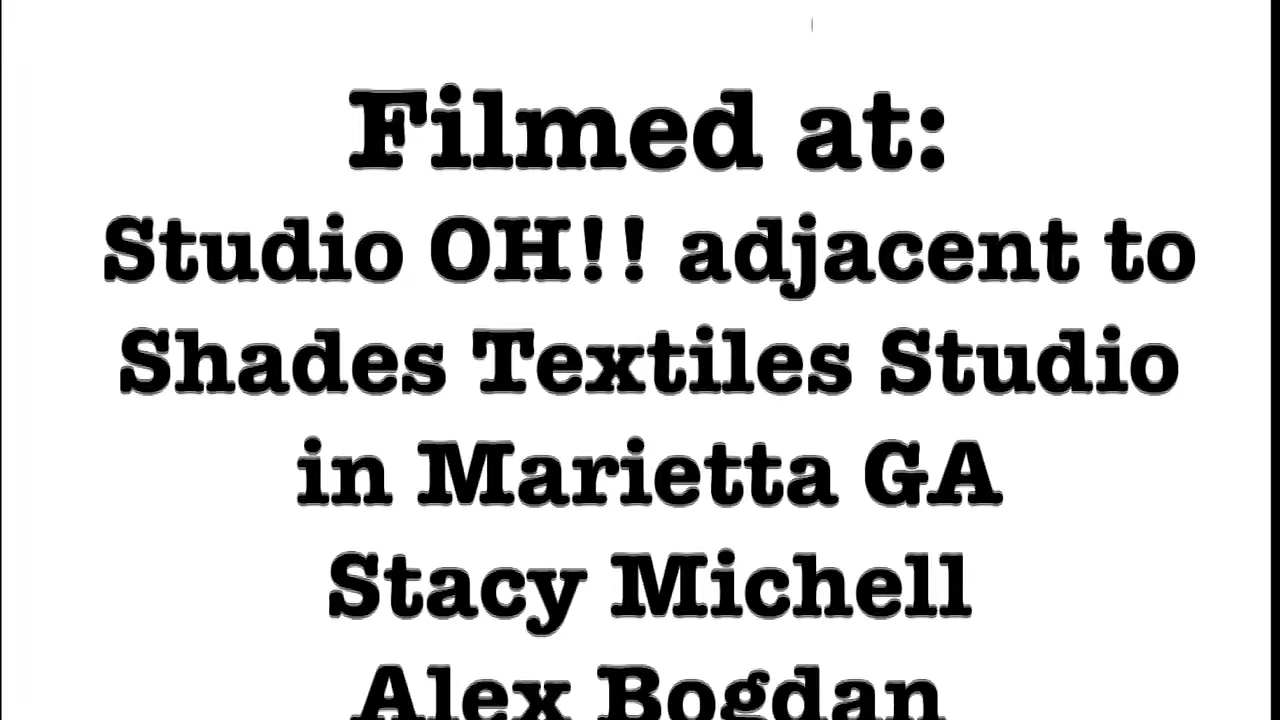 Filmed at:
Studio OH!! adjacent to
Shades Textiles Studio
in Marietta GA
Stacy Michell
Alex Bogdan